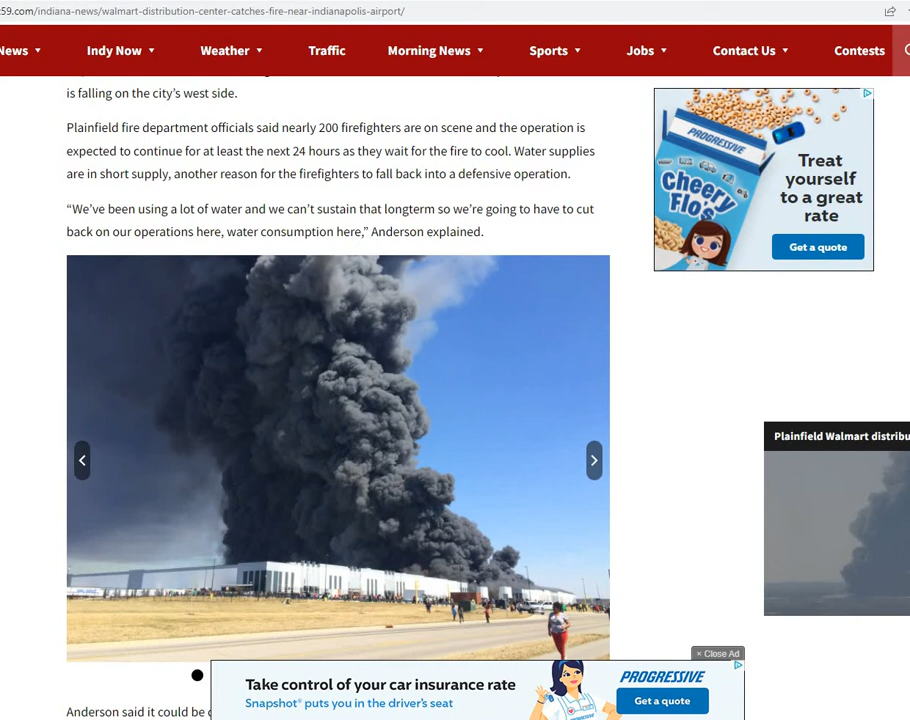 59.com/indiana-news/walmart-distribution-center-catches-fire-near-indianapolis-airport/
News Indy Now Weather Traffic Morning News Sports Jobs Contact Us Contests
is falling on the city's west side.
Plainfield fire department officials said nearly 200 firefighters are on scene and the operation is
expected to continue for at least the next 24 hours as they wait for the fire to cool. Water supplies
are in short supply, another reason for the firefighters to fall back into a defensive operation.
“We've been using a lot of water and we can't sustain that longterm so we're going to have to cut
back on our operations here, water consumption here,” Anderson explained.
PROGRESSIVE
Cheery
Flo's
Treat
yourself
to a great
rate
Get a quote
Plainfield Walmart distribu
× Close Ad
Take control of your car insurance rate
Snapshot® puts you in the driver's seat
PROGRESSIVE
Get a quote
Anderson said it could be